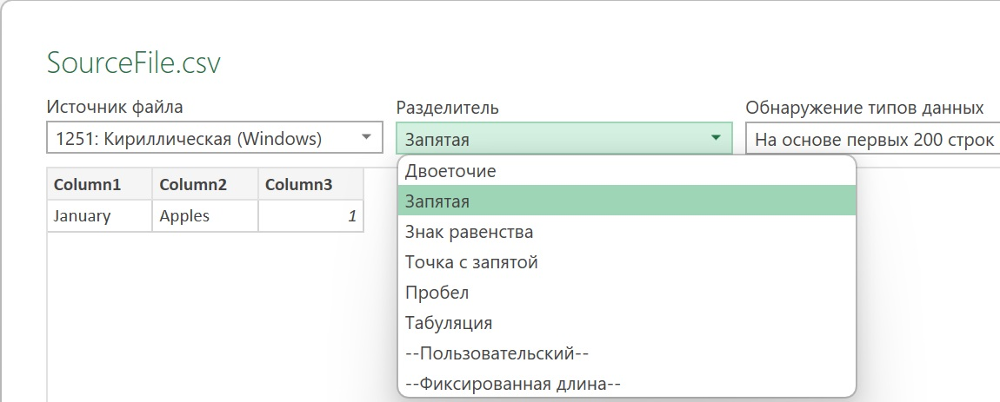 SourceFile.csv
Источник файла
Разделитель
Обнаружение типов данных
1251: Кириллическая (Windows)
Запятая
На основе первых 200 строк
Column1 Column2 Column3
January Apples 1
Двоеточие
Запятая
Знак равенства
Точка с запятой
Пробел
Табуляция
--Пользовательский--
--Фиксированная длина--